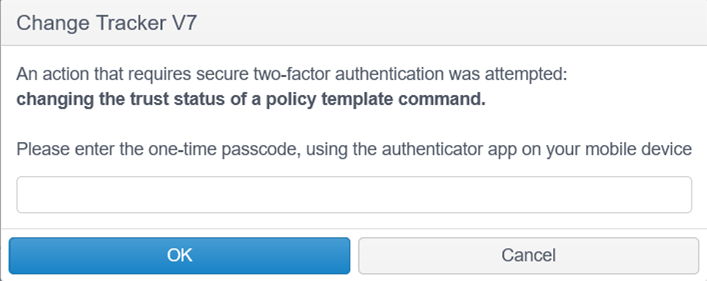 Change Tracker V7
An action that requires secure two-factor authentication was attempted:
changing the trust status of a policy template command.
Please enter the one-time passcode, using the authenticator app on your mobile device
OK
Cancel